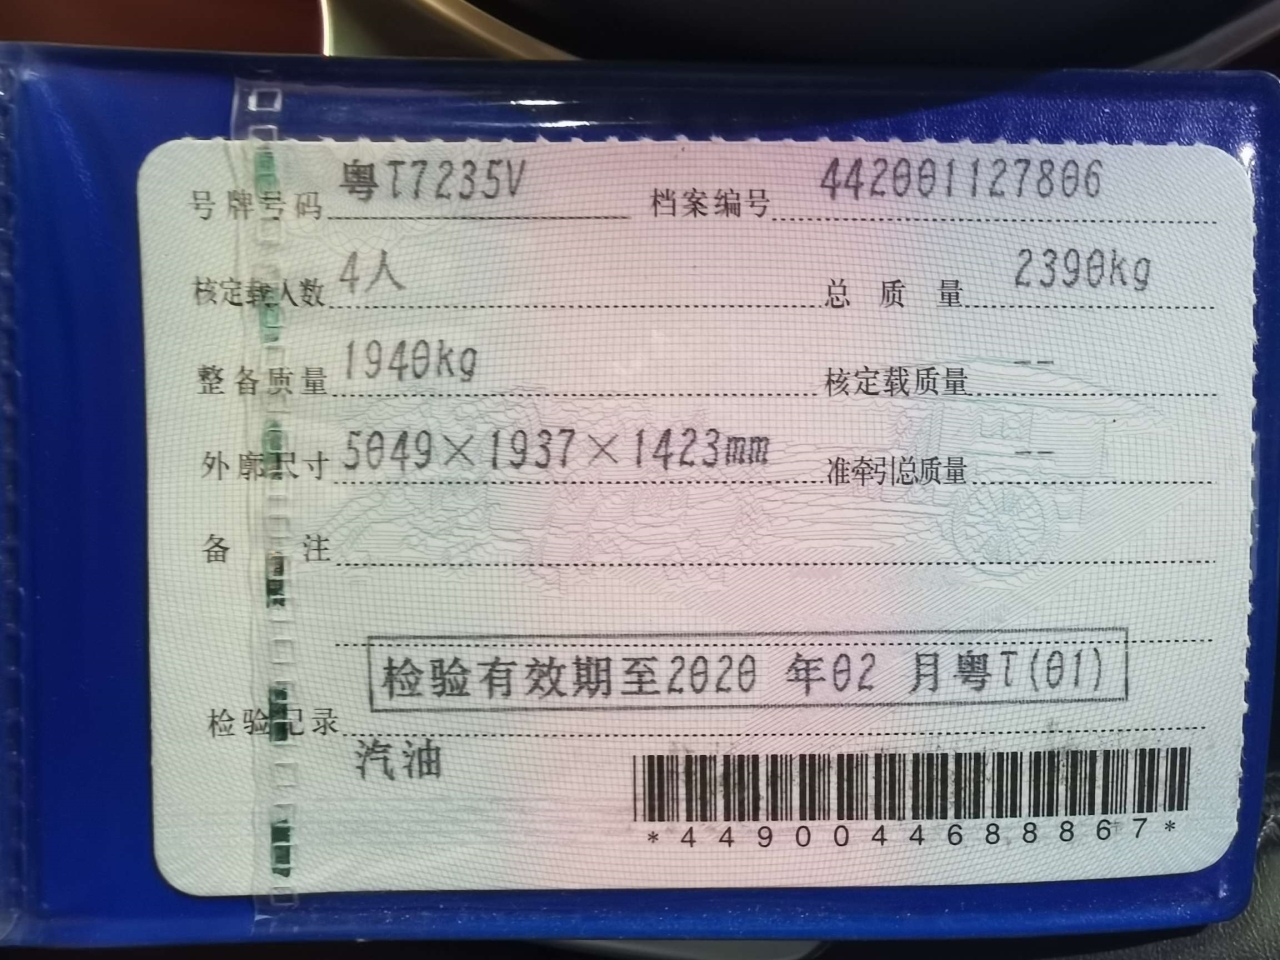 号牌号码 粤T7235V 档案编号 442001127806
核定载人数 4人 总质量 2390kg
整备质量 1940kg 核定载质量 --
外廓尺寸 5049×1937×1423mm 准牵引总质量 --
备注
检验有效期至2020 年02 月粤T(01)
检验记录
汽油
*4490044688867*